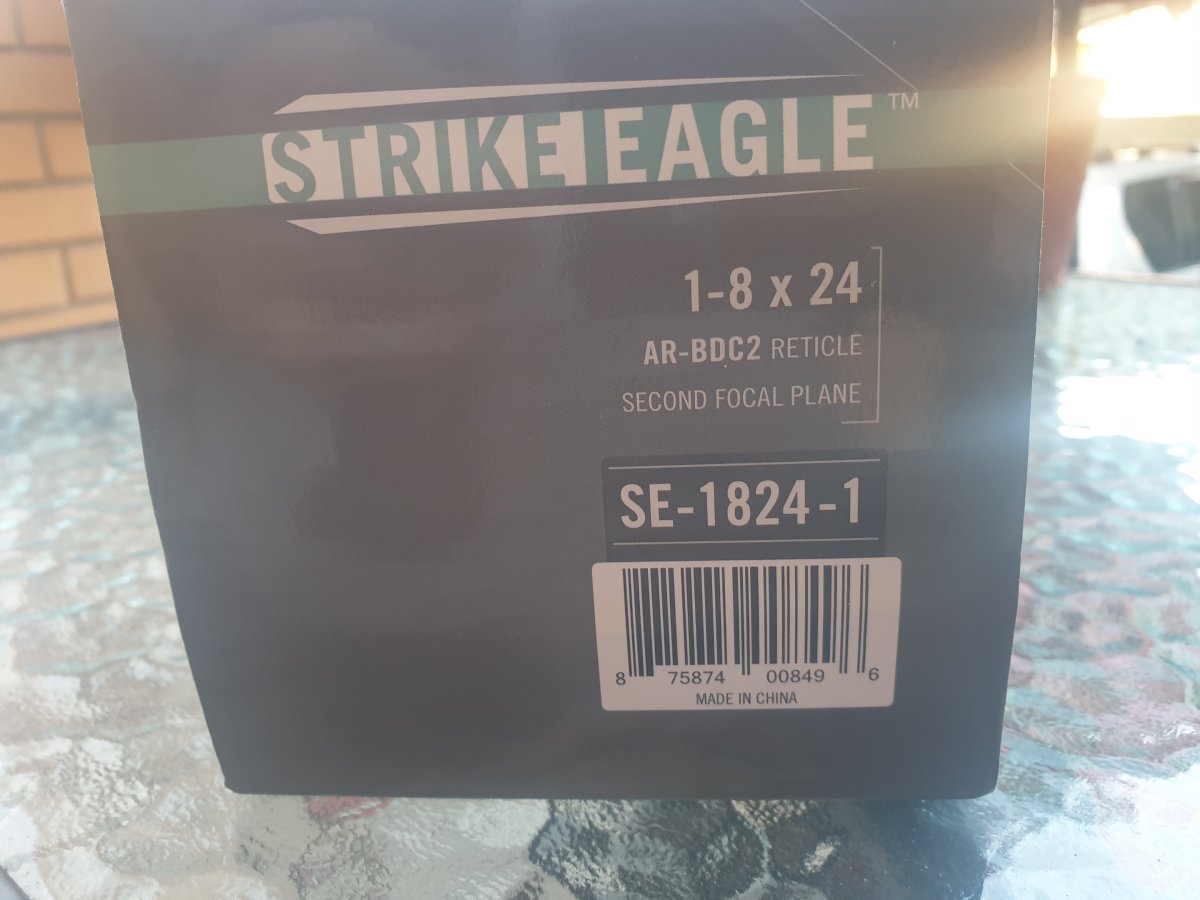 STRIKE EAGLE™
1-8 x 24
AR-BDC2 RETICLE
SECOND FOCAL PLANE
SE-1824-1
8 75874 00849 6
MADE IN CHINA